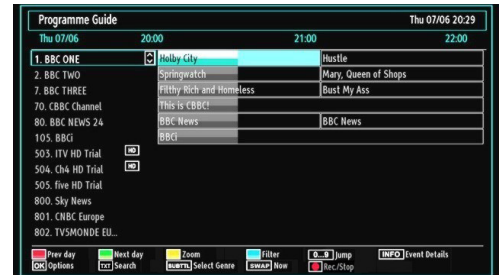 Programme Guide Thu 07/06 20:29
Thu 07/06 20:00 21:00 22:00
1. BBC ONE Holby City Hustle
2. BBC TWO Springwatch Mary, Queen of Shops
7. BBC THREE Filthy Rich and Homeless Bust My Ass
70. CBBC Channel This is CBBC!
80. BBC NEWS 24 BBC News BBC News
105. BBCi BBCi
503. ITV HD Trial HD
504. Ch4 HD Trial HD
505. five HD Trial
800. Sky News
801. CNBC Europe
802. TV5MONDE EU...
Prev day Next day Zoom Filter 0...9 Jump INFO Event Details
OK Options TXT Search SUBTTL Select Genre SWAP Now Rec./Stop